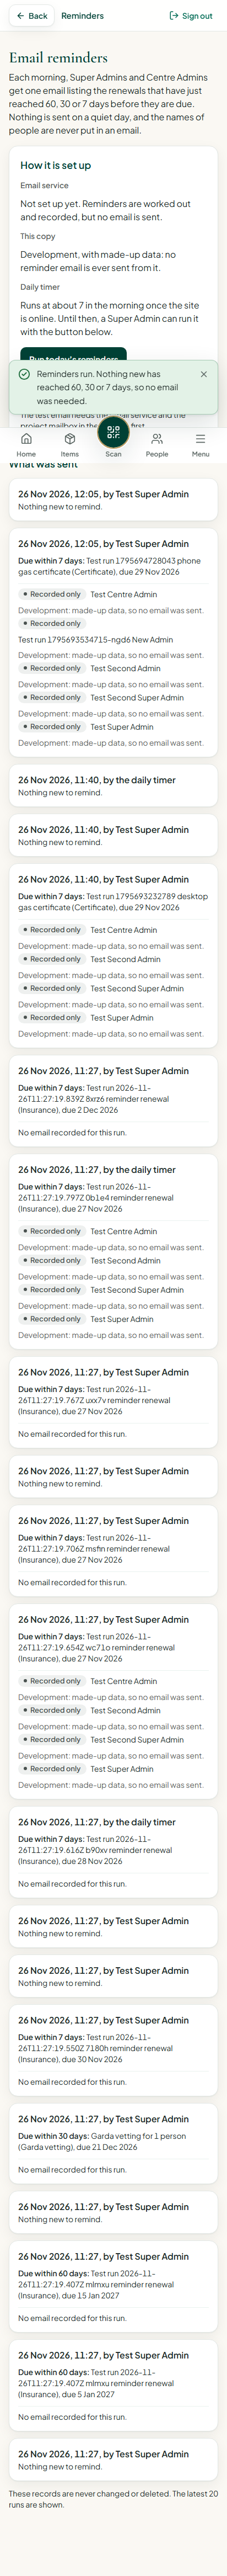 Back
Reminders
Sign out
Email reminders
Each morning, Super Admins and Centre Admins
get one email listing the renewals that have just
reached 60, 30 or 7 days before they are due.
Nothing is sent on a quiet day, and the names of
people are never put in an email.
How it is set up
Email service
Not set up yet. Reminders are worked out
and recorded, but no email is sent.
This copy
Development, with made-up data: no
reminder email is ever sent from it.
Daily timer
Runs at about 7 in the morning once the site
is online. Until then, a Super Admin can run it
with the button below.
Run today's reminders
Reminders run. Nothing new has
reached 60, 30 or 7 days, so no email
was needed.
The test email needs the email service and the
Home
Items
Scan
People
Menu
What was sent
26 Nov 2026, 12:05, by Test Super Admin
Nothing new to remind.
26 Nov 2026, 12:05, by Test Super Admin
Due within 7 days: Test run 1795694728043 phone
gas certificate (Certificate), due 29 Nov 2026
Recorded only Test Centre Admin
Development: made-up data, so no email was sent.
Recorded only
Test run 1795693534715-ngd6 New Admin
Development: made-up data, so no email was sent.
Recorded only Test Second Admin
Development: made-up data, so no email was sent.
Recorded only Test Second Super Admin
Development: made-up data, so no email was sent.
Recorded only Test Super Admin
Development: made-up data, so no email was sent.
26 Nov 2026, 11:40, by the daily timer
Nothing new to remind.
26 Nov 2026, 11:40, by Test Super Admin
Nothing new to remind.
26 Nov 2026, 11:40, by Test Super Admin
Due within 7 days: Test run 1795693232789 desktop
gas certificate (Certificate), due 29 Nov 2026
Recorded only Test Centre Admin
Development: made-up data, so no email was sent.
Recorded only Test Second Admin
Development: made-up data, so no email was sent.
Recorded only Test Second Super Admin
Development: made-up data, so no email was sent.
Recorded only Test Super Admin
Development: made-up data, so no email was sent.
26 Nov 2026, 11:27, by Test Super Admin
Due within 7 days: Test run 2026-11-
26T11:27:19.839Z 8xrz6 reminder renewal
(Insurance), due 2 Dec 2026
No email recorded for this run.
26 Nov 2026, 11:27, by the daily timer
Due within 7 days: Test run 2026-11-
26T11:27:19.797Z 0b1e4 reminder renewal
(Insurance), due 27 Nov 2026
Recorded only Test Centre Admin
Development: made-up data, so no email was sent.
Recorded only Test Second Admin
Development: made-up data, so no email was sent.
Recorded only Test Second Super Admin
Development: made-up data, so no email was sent.
Recorded only Test Super Admin
Development: made-up data, so no email was sent.
26 Nov 2026, 11:27, by Test Super Admin
Due within 7 days: Test run 2026-11-
26T11:27:19.767Z uxx7v reminder renewal
(Insurance), due 27 Nov 2026
No email recorded for this run.
26 Nov 2026, 11:27, by Test Super Admin
Nothing new to remind.
26 Nov 2026, 11:27, by Test Super Admin
Due within 7 days: Test run 2026-11-
26T11:27:19.706Z msfin reminder renewal
(Insurance), due 27 Nov 2026
No email recorded for this run.
26 Nov 2026, 11:27, by Test Super Admin
Due within 7 days: Test run 2026-11-
26T11:27:19.654Z wc71o reminder renewal
(Insurance), due 27 Nov 2026
Recorded only Test Centre Admin
Development: made-up data, so no email was sent.
Recorded only Test Second Admin
Development: made-up data, so no email was sent.
Recorded only Test Second Super Admin
Development: made-up data, so no email was sent.
Recorded only Test Super Admin
Development: made-up data, so no email was sent.
26 Nov 2026, 11:27, by the daily timer
Due within 7 days: Test run 2026-11-
26T11:27:19.616Z b90xv reminder renewal
(Insurance), due 28 Nov 2026
No email recorded for this run.
26 Nov 2026, 11:27, by Test Super Admin
Nothing new to remind.
26 Nov 2026, 11:27, by Test Super Admin
Nothing new to remind.
26 Nov 2026, 11:27, by Test Super Admin
Due within 7 days: Test run 2026-11-
26T11:27:19.550Z 7180h reminder renewal
(Insurance), due 30 Nov 2026
No email recorded for this run.
26 Nov 2026, 11:27, by Test Super Admin
Due within 30 days: Garda vetting for 1 person
(Garda vetting), due 21 Dec 2026
No email recorded for this run.
26 Nov 2026, 11:27, by Test Super Admin
Nothing new to remind.
26 Nov 2026, 11:27, by Test Super Admin
Due within 60 days: Test run 2026-11-
26T11:27:19.407Z mlmxu reminder renewal
(Insurance), due 15 Jan 2027
No email recorded for this run.
26 Nov 2026, 11:27, by Test Super Admin
Due within 60 days: Test run 2026-11-
26T11:27:19.407Z mlmxu reminder renewal
(Insurance), due 5 Jan 2027
No email recorded for this run.
26 Nov 2026, 11:27, by Test Super Admin
Nothing new to remind.
These records are never changed or deleted. The latest 20
runs are shown.